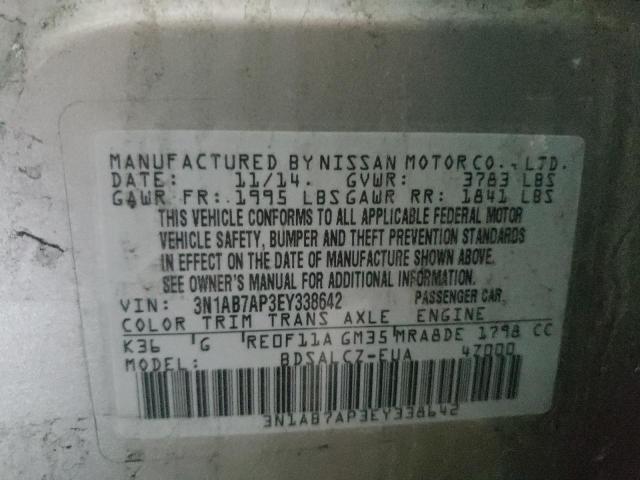 MANUFACTURED BY NISSAN MOTOR CO., LTD.
DATE: 11/14. GVWR: 3783 LBS
GAWR FR: 1995 LBS GAWR RR: 1841 LBS
THIS VEHICLE CONFORMS TO ALL APPLICABLE FEDERAL MOTOR
VEHICLE SAFETY, BUMPER AND THEFT PREVENTION STANDARDS
IN EFFECT ON THE DATE OF MANUFACTURE SHOWN ABOVE.
SEE OWNER'S MANUAL FOR ADDITIONAL INFORMATION.
VIN: 3N1AB7AP3EY338642 PASSENGER CAR
COLOR TRIM TRANS AXLE ENGINE
K36 G RE0F11A GM35 MRA8DE 1798 CC
MODEL: BDSALCZ-EUA 47000
3N1AB7AP3EY338642